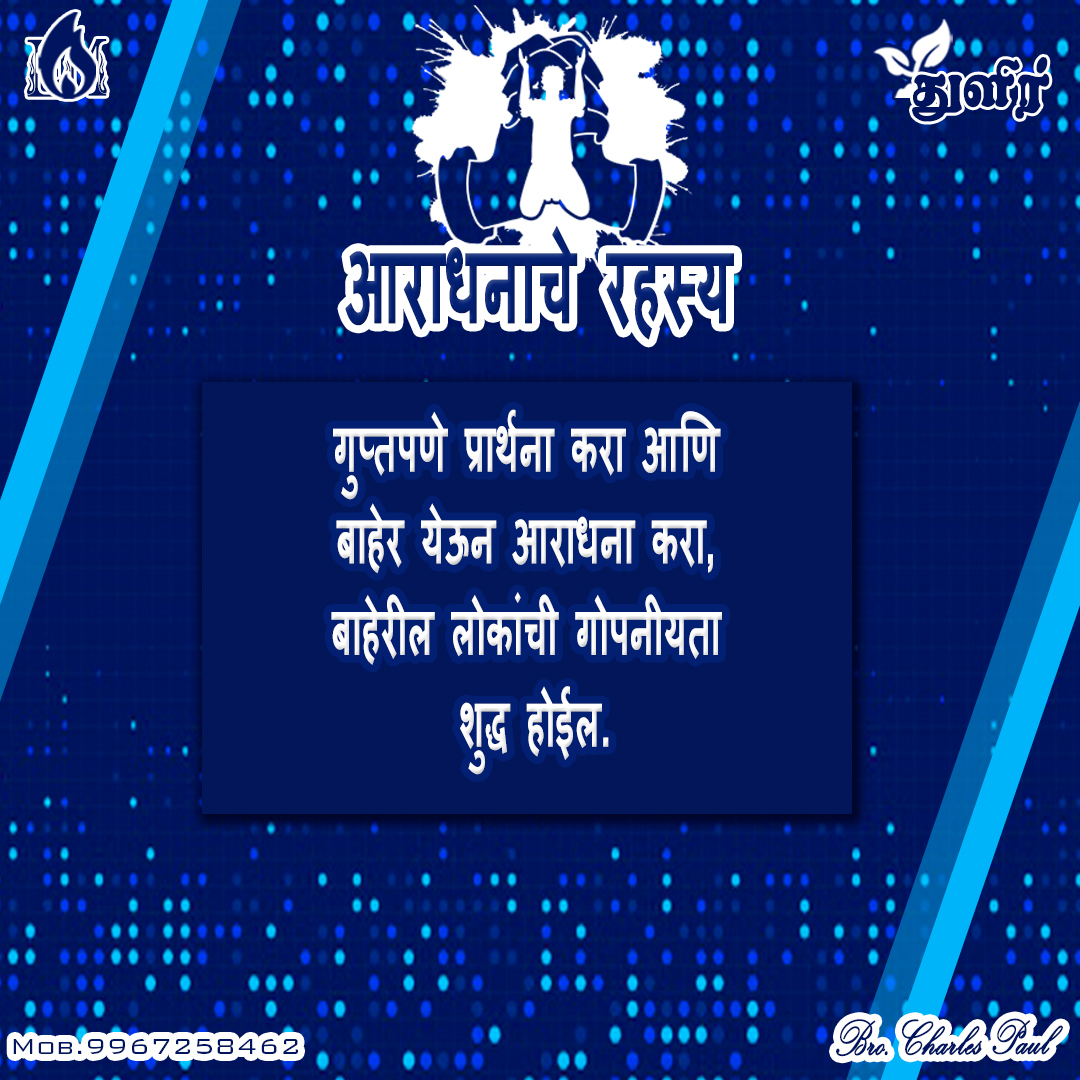 துளிர்
आराधनाचे रहस्य
गुप्तपणे प्रार्थना करा आणि
बाहेर येऊन आराधना करा,
बाहेरील लोकांची गोपनीयता
शुद्ध होईल.
Mob.9967258462
Bro. Charles Paul